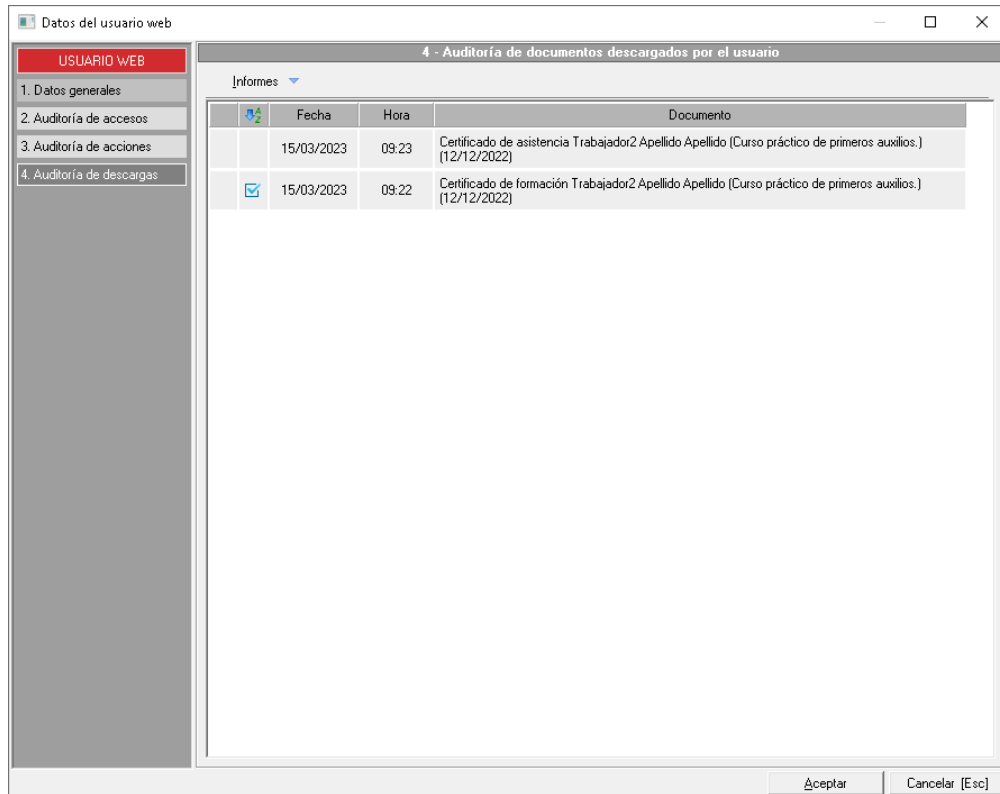 Datos del usuario web
USUARIO WEB
1. Datos generales
2. Auditoría de accesos
3. Auditoría de acciones
4. Auditoría de descargas
4 - Auditoría de documentos descargados por el usuario
Informes
Fecha Hora Documento
15/03/2023 09:23 Certificado de asistencia Trabajador2 Apellido Apellido (Curso práctico de primeros auxilios.)
(12/12/2022)
15/03/2023 09:22 Certificado de formación Trabajador2 Apellido Apellido (Curso práctico de primeros auxilios.)
(12/12/2022)
Aceptar Cancelar [Esc]